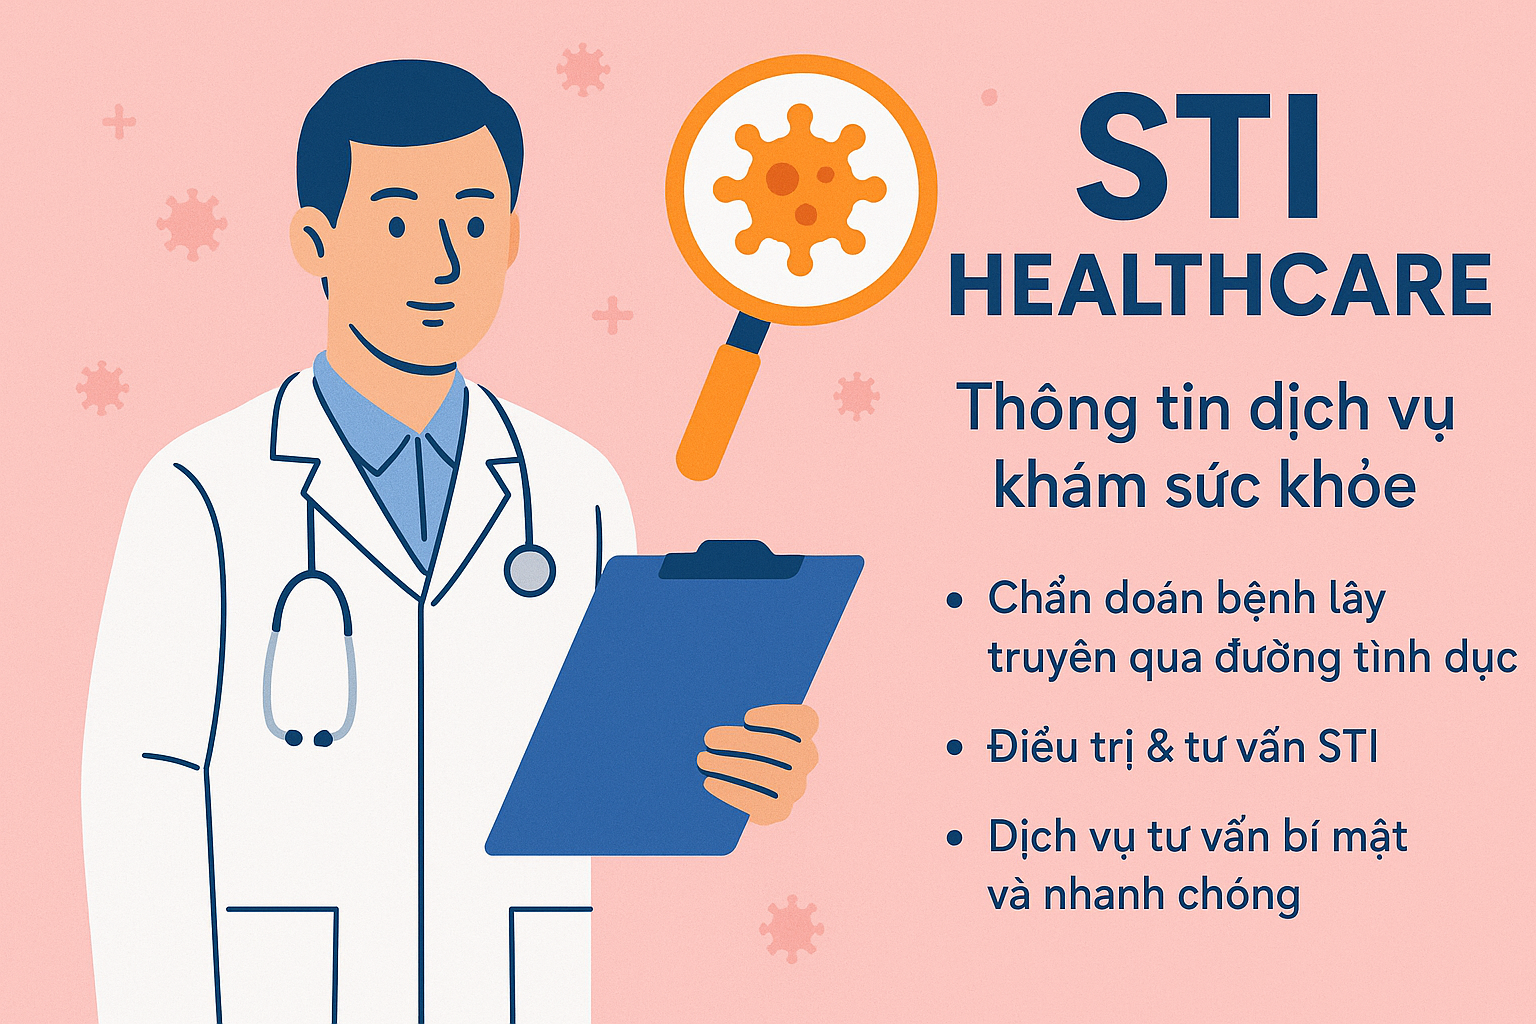 STI
HEALTHCARE
Thông tin dịch vụ
khám sức khỏe
• Chẩn doán bệnh lây
truyên qua đường tình dục
• Điểu trị & tư vấn STI
• Dịch vụ tư vấn bí mật
và nhanh chóng